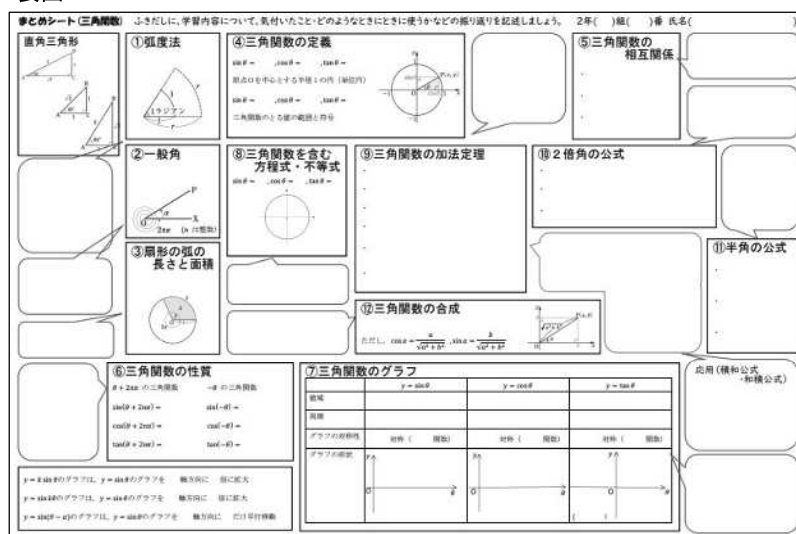 まとめシート(三角関数) ふきだしに、学習内容について、気付いたこと・どのようなときにときに使うかなどの振り返りを記述しましょう。 2年( )組( )番 氏名(
直角三角形
①弧度法
1ラジアン
②一般角
P
O
α
X
2nπ (n は整数)
③扇形の弧の
長さと面積
④三角関数の定義
sinθ= ,cosθ= ,tanθ=
原点Oを中心とする半径1の円(単位円)
sinθ= ,cosθ= ,tanθ=
三角関数のとる値の範囲と符号
⑤三角関数の
相互関係
⑧三角関数を含む
方程式・不等式
sinθ= ,cosθ= ,tanθ=
⑨三角関数の加法定理
⑩2倍角の公式
⑪半角の公式
⑫三角関数の合成
ただし、cosα=a/√(a²+b²) ,sinα=b/√(a²+b²)
応用(積和公式
・和積公式)
⑥三角関数の性質
θ+2nπ の三角関数 -θ の三角関数
sin(θ+2nπ)= sin(-θ)=
cos(θ+2nπ)= cos(-θ)=
tan(θ+2nπ)= tan(-θ)=
⑦三角関数のグラフ
y=sinθ y=cosθ y=tanθ
値域
周期
グラフの対称性 対称( 関数) 対称( 関数) 対称( 関数)
グラフの形状
y=a sinθのグラフは、y=sinθのグラフを 軸方向に 倍に拡大
y=sin kθのグラフは、y=sinθのグラフを 軸方向に 倍に拡大
y=sin(θ-α)のグラフは、y=sinθのグラフを 軸方向に だけ平行移動